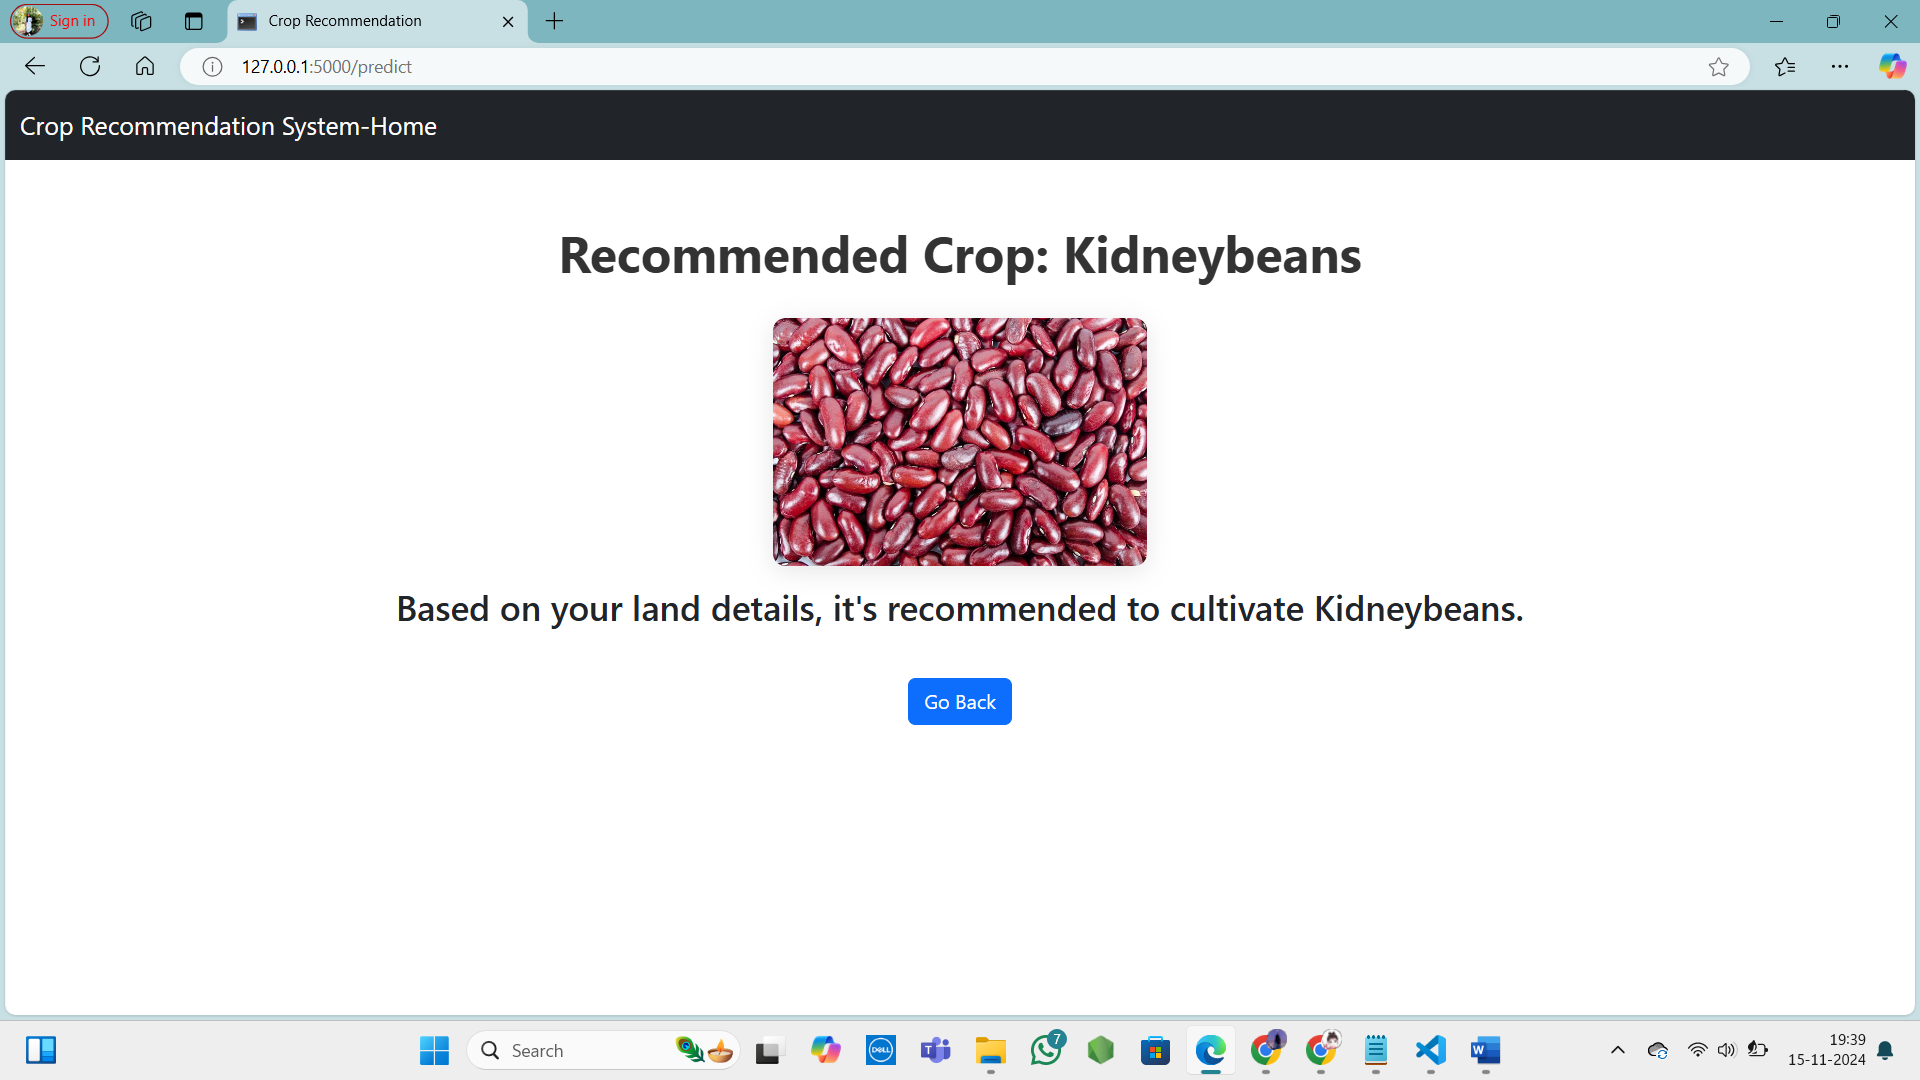 Sign in
Crop Recommendation
127.0.0.1:5000/predict
Crop Recommendation System-Home
Recommended Crop: Kidneybeans
Based on your land details, it's recommended to cultivate Kidneybeans.
Go Back
Search
DELL
T
7
W
19:39
15-11-2024